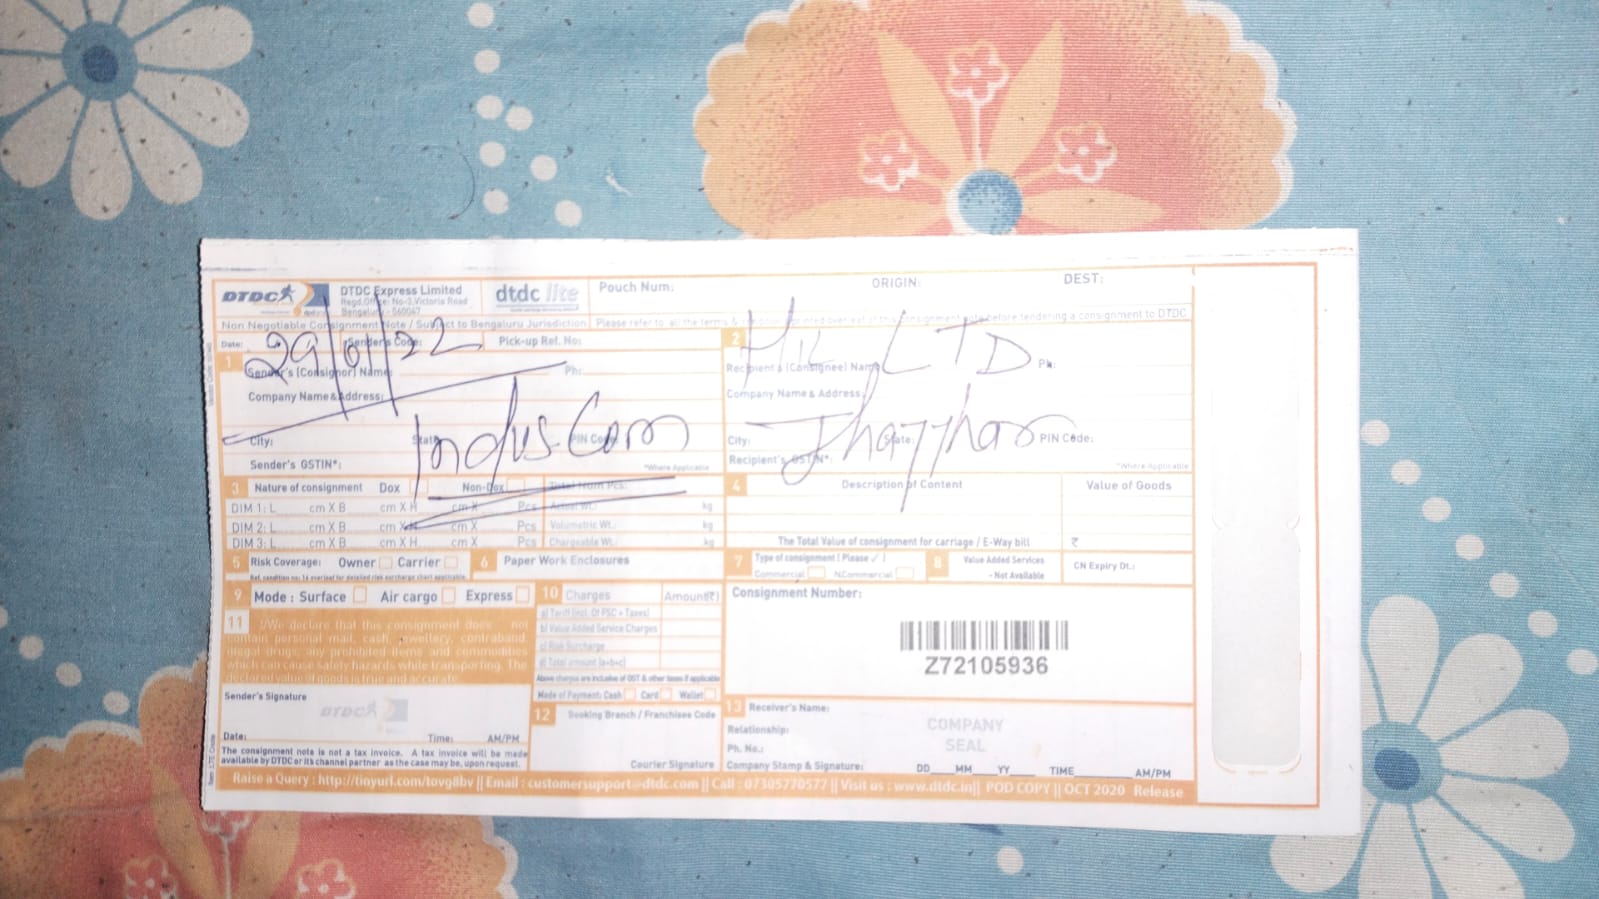 DTDC
DTDC Express Limited
Regd. Office: No-3, Victoria Road
Bengaluru - 560047
dtdc lite
Pouch Num:
ORIGIN:
DEST:
Non Negotiable Consignment Note / Subject to Bengaluru Jurisdiction
Please refer to all the terms & condition printed overleaf of this consignment note before tendering a consignment to DTDC
Date: 29/01/22
Sender's Code:
Pick-up Ref. No:
1 Sender's (Consignor) Name: Ph:
Company Name & Address:
City: State: PIN Code:
Induscom
Sender's GSTIN*: *Where Applicable
2 Recipient's (Consignee) Name: Ph:
LTD
Company Name & Address:
City: State: PIN Code:
Jhajjhar
Recipient's GSTIN*: *Where Applicable
3 Nature of consignment Dox Non-Dox Total Num Pcs:
DIM 1: L cm X B cm X H cm X Pcs Actual Wt.: kg
DIM 2: L cm X B cm X H cm X Pcs Volumetric Wt.: kg
DIM 3: L cm X B cm X H cm X Pcs Chargeable Wt.: kg
4 Description of Content Value of Goods
The Total Value of consignment for carriage / E-Way bill ₹
5 Risk Coverage: Owner Carrier
Ref. condition no: 14 overleaf for detailed risk surcharge chart applicable
6 Paper Work Enclosures
7 Type of consignment (Please ✓)
Commercial N.Commercial
8 Value Added Services
- Not Available
CN Expiry Dt.:
9 Mode : Surface Air cargo Express
10 Charges Amount(₹)
a) Tariff (incl. Of FSC + Taxes)
b) Value Added Service Charges
c) Risk Surcharge
d) Total amount (a+b+c)
Above charges are inclusive of GST & other taxes if applicable
Mode of Payment: Cash Card Wallet
11 I/We declare that this consignment does not
contain personal mail, cash, jewellery, contraband,
illegal drugs, any prohibited items and commodities
which can cause safety hazards while transporting. The
declared value of goods is true and accurate.
Sender's Signature
DTDC
Date: Time: AM/PM
The consignment note is not a tax invoice. A tax invoice will be made
available by DTDC or its channel partner as the case may be, upon request.
12 Booking Branch / Franchisee Code
Courier Signature
Consignment Number:
Z72105936
13 Receiver's Name:
Relationship:
Ph. No.:
COMPANY
SEAL
Company Stamp & Signature: DD MM YY TIME AM/PM
Raise a Query : http://tinyurl.com/tovg8bv || Email : customersupport@dtdc.com || Call : 07305770577 || Visit us : www.dtdc.in|| POD COPY || OCT 2020 Release